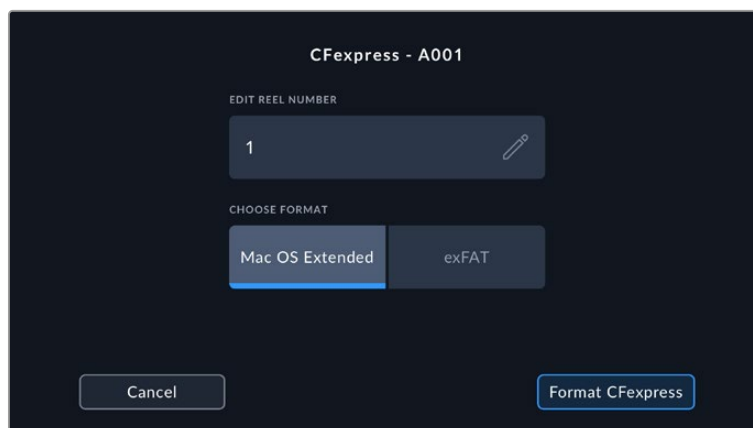 CFexpress - A001
EDIT REEL NUMBER
1
CHOOSE FORMAT
Mac OS Extended exFAT
Cancel Format CFexpress